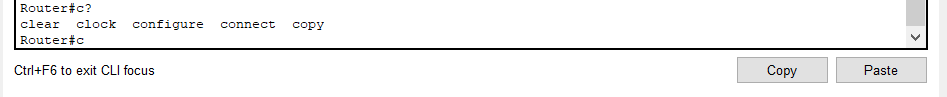 Router#c?
clear  clock  configure  connect  copy
Router#c
Ctrl+F6 to exit CLI focus
Copy
Paste